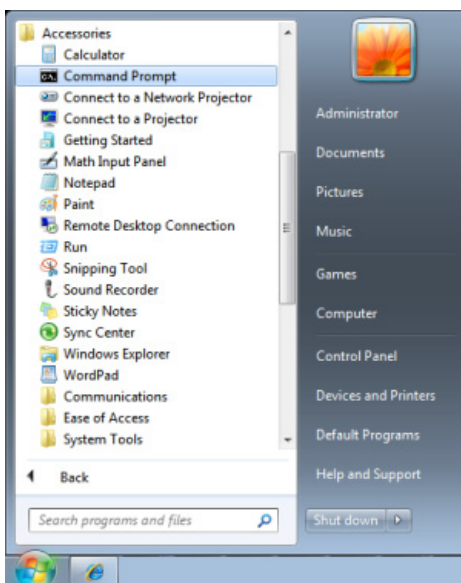 Accessories
Calculator
Command Prompt
Connect to a Network Projector
Connect to a Projector
Getting Started
Math Input Panel
Notepad
Paint
Remote Desktop Connection
Run
Snipping Tool
Sound Recorder
Sticky Notes
Sync Center
Windows Explorer
WordPad
Communications
Ease of Access
System Tools
Back
Search programs and files
Administrator
Documents
Pictures
Music
Games
Computer
Control Panel
Devices and Printers
Default Programs
Help and Support
Shut down